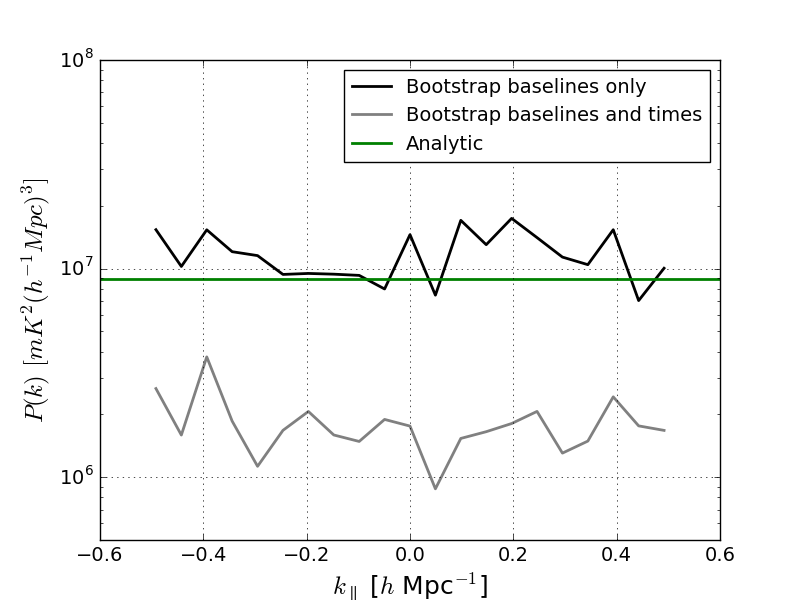 10^8
10^7
10^6
P(k) [mK^2(h^{-1}Mpc)^3]
Bootstrap baselines only
Bootstrap baselines and times
Analytic
−0.6 −0.4 −0.2 0.0 0.2 0.4 0.6
k_∥ [h Mpc^{-1}]